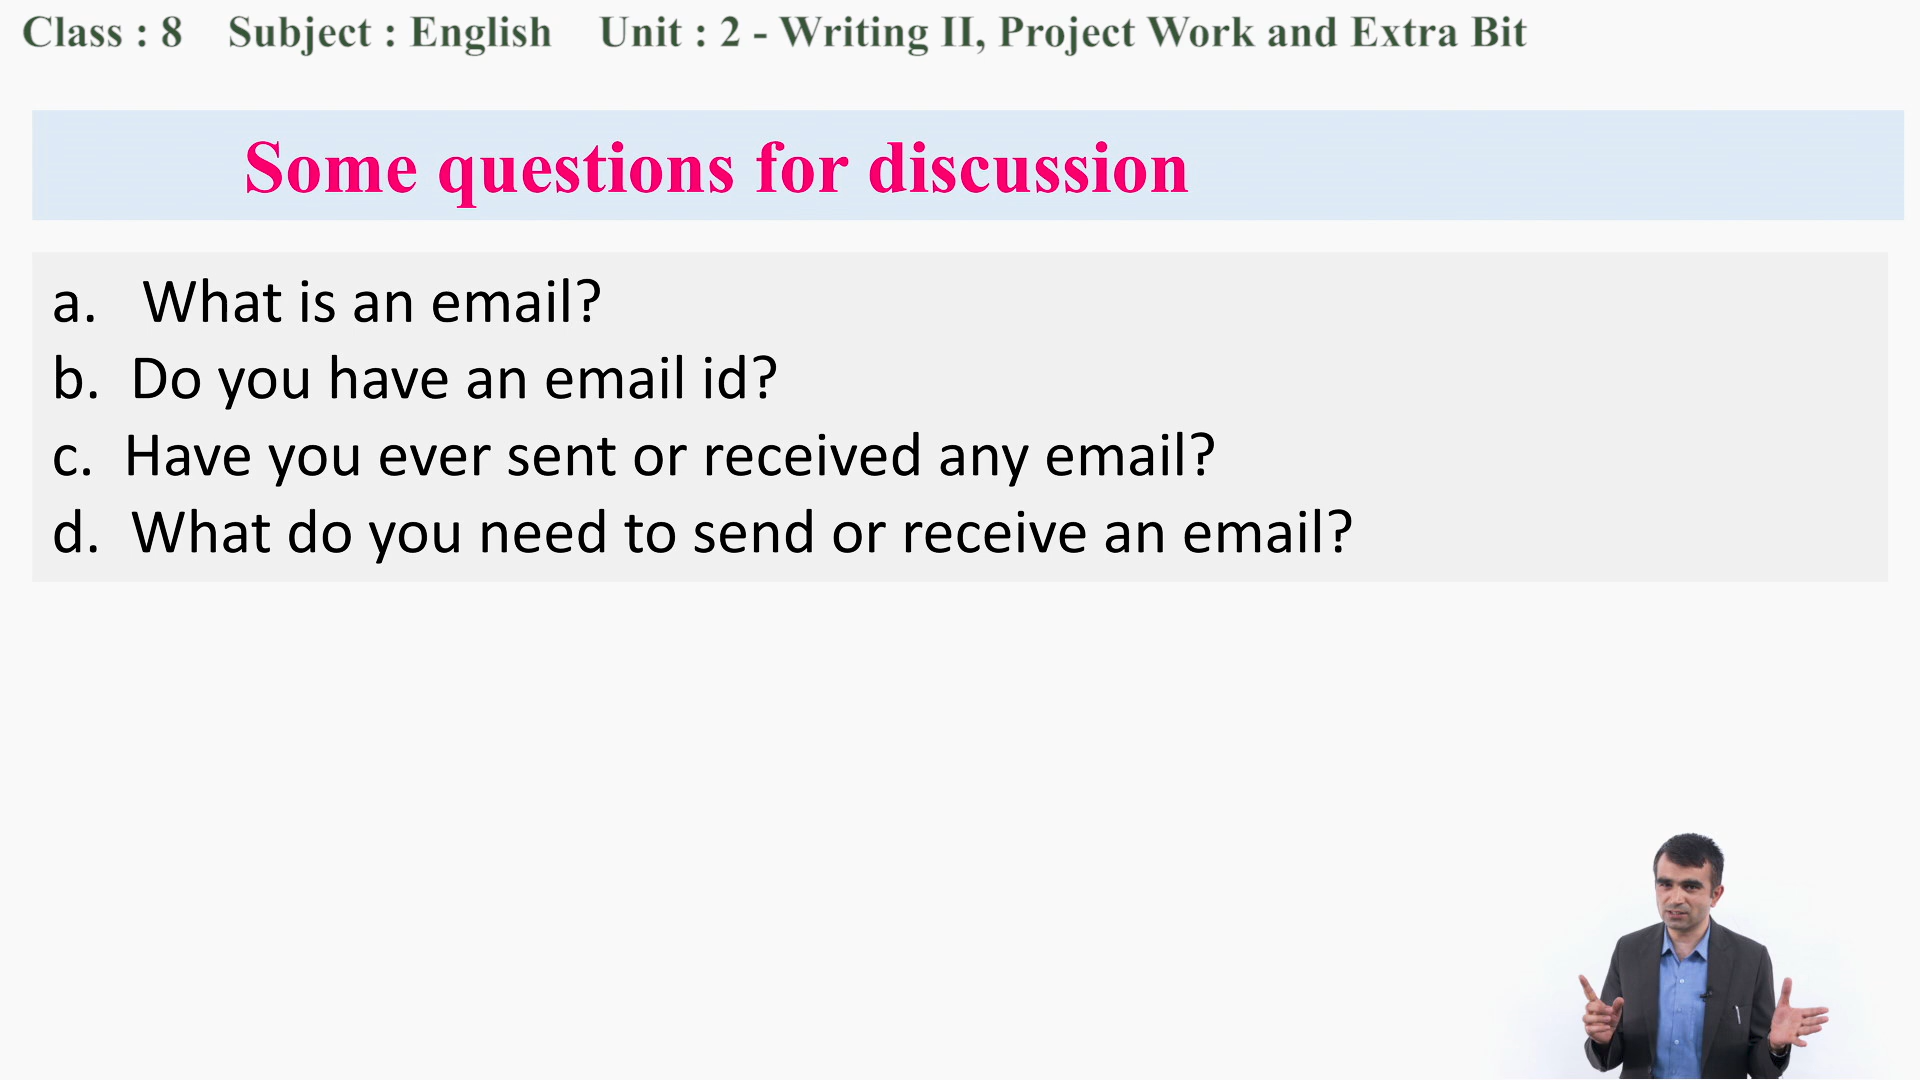 Class : 8 Subject : English Unit : 2 - Writing II, Project Work and Extra Bit
Some questions for discussion
a. What is an email?
b. Do you have an email id?
c. Have you ever sent or received any email?
d. What do you need to send or receive an email?